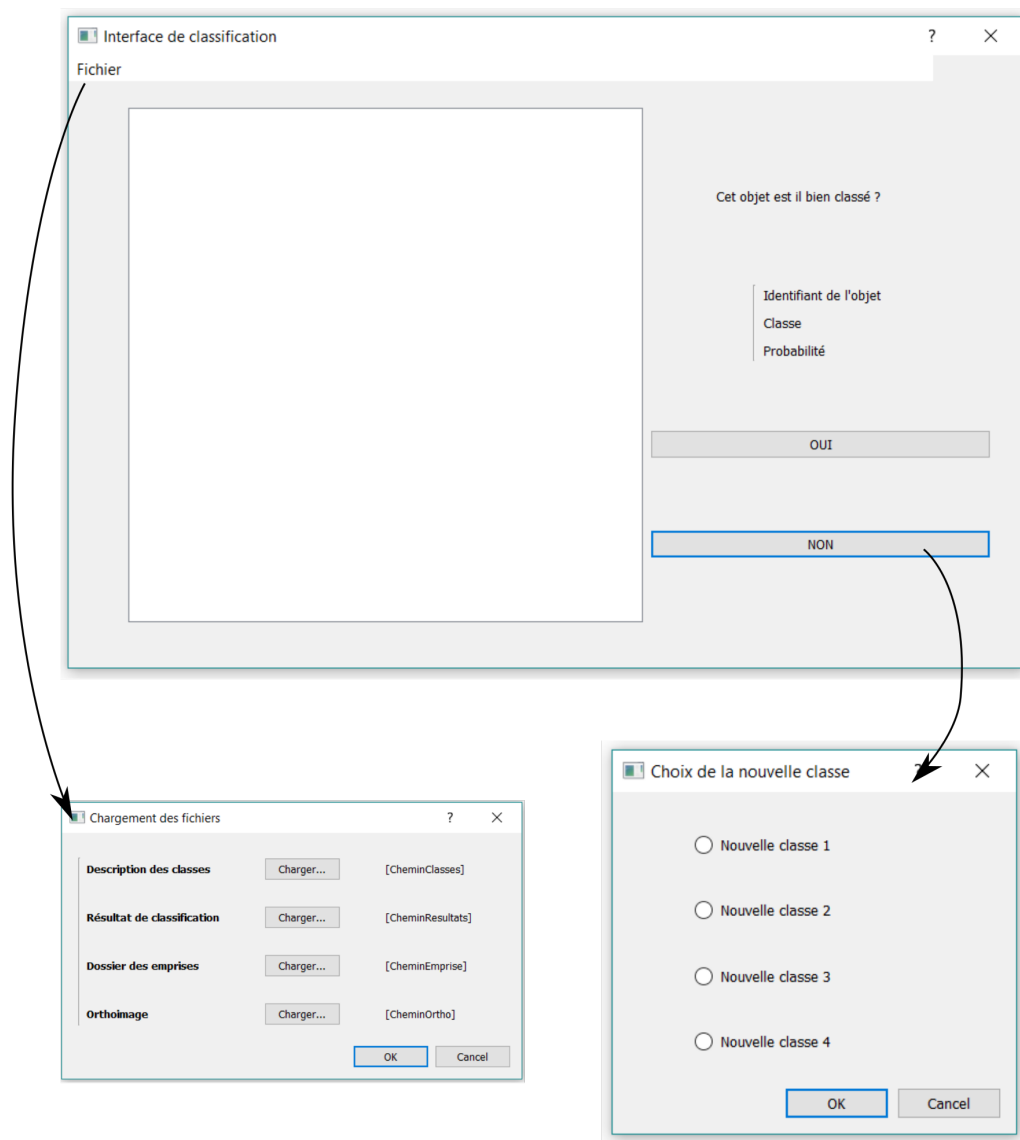 Interface de classification ?
Fichier
Cet objet est il bien classé ?
Identifiant de l'objet
Classe
Probabilité
OUI
NON
Chargement des fichiers ?
Description des classes Charger... [CheminClasses]
Résultat de classification Charger... [CheminResultats]
Dossier des emprises Charger... [CheminEmprise]
Orthoimage Charger... [CheminOrtho]
OK Cancel
Choix de la nouvelle classe ?
Nouvelle classe 1
Nouvelle classe 2
Nouvelle classe 3
Nouvelle classe 4
OK Cancel